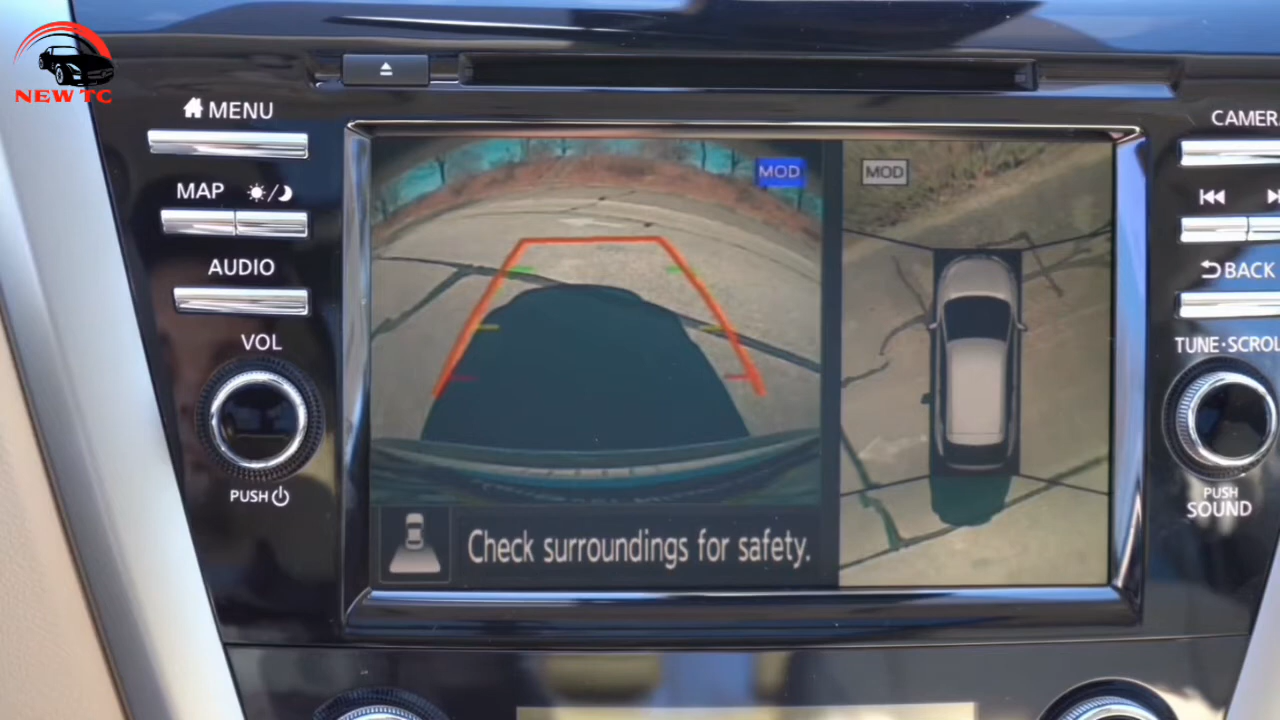 NEW TC
MENU
MAP
AUDIO
VOL
PUSH
MOD
MOD
Check surroundings for safety.
CAMER
BACK
TUNE·SCROL
PUSH
SOUND